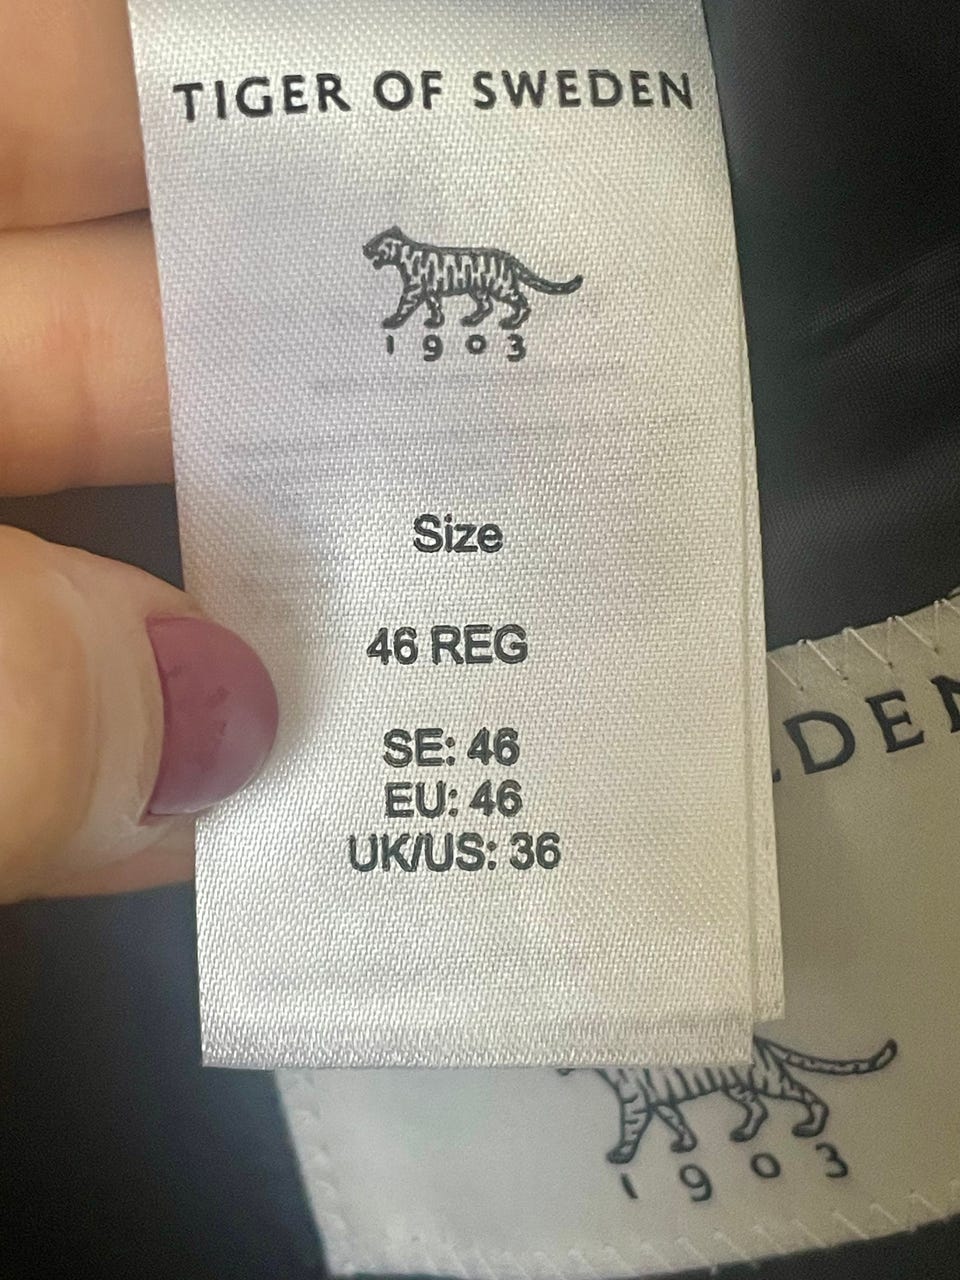 TIGER OF SWEDEN
1903
Size
46 REG
SE: 46
EU: 46
UK/US: 36
DEN
1903